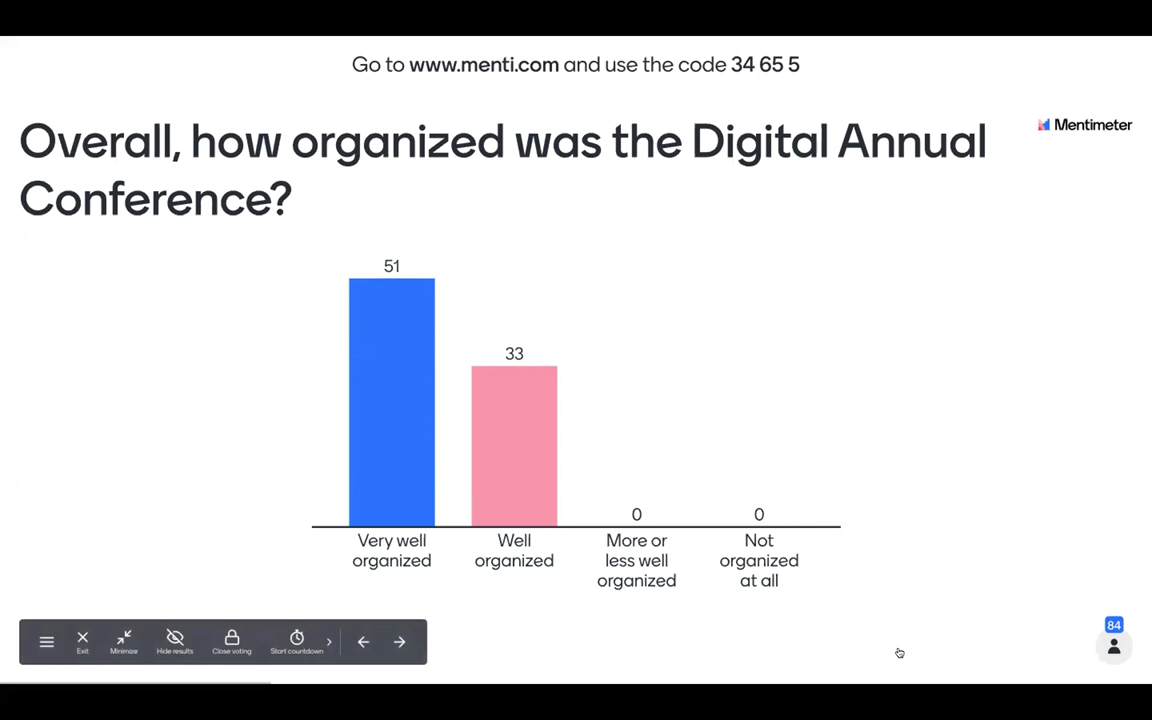 Go to www.menti.com and use the code 34 65 5
Overall, how organized was the Digital Annual
Conference?
Mentimeter
51
33
0
0
Very well
organized
Well
organized
More or
less well
organized
Not
organized
at all
Exit
Minimize
Hide results
Close voting
Start countdown
84